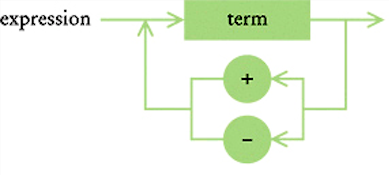 expression term
+
–